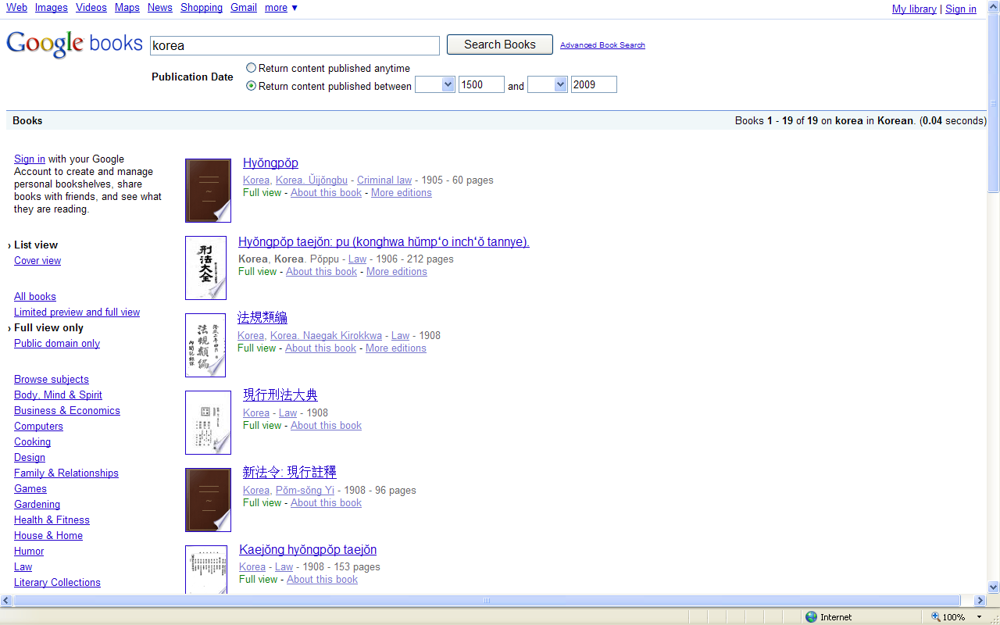 Web Images Videos Maps News Shopping Gmail more ▼
My library | Sign in
Google books korea Search Books Advanced Book Search
Publication Date
Return content published anytime
Return content published between 1500 and 2009
Books
Books 1 - 19 of 19 on korea in Korean. (0.04 seconds)
Sign in with your Google
Account to create and manage
personal bookshelves, share
books with friends, and see what
they are reading.
› List view
Cover view
All books
Limited preview and full view
› Full view only
Public domain only
Browse subjects
Body, Mind & Spirit
Business & Economics
Computers
Cooking
Design
Family & Relationships
Games
Gardening
Health & Fitness
House & Home
Humor
Law
Literary Collections
Hyŏngpŏp
Korea, Korea. Ŭijŏngbu - Criminal law - 1905 - 60 pages
Full view - About this book - More editions
刑法大全
Hyŏngpŏp taejŏn: pu (konghwa hŭmpʻo inchʻŏ tannye).
Korea, Korea. Pŏppu - Law - 1906 - 212 pages
Full view - About this book - More editions
法規類編
法規類編
Korea, Korea. Naegak Kirokkwa - Law - 1908
Full view - About this book - More editions
現行刑法大典
Korea - Law - 1908
Full view - About this book
新法令: 現行註釋
Korea, Pŏm-sŏng Yi - 1908 - 96 pages
Full view - About this book
Kaejŏng hyŏngpŏp taejŏn
Korea - Law - 1908 - 153 pages
Full view - About this book
Internet
100%